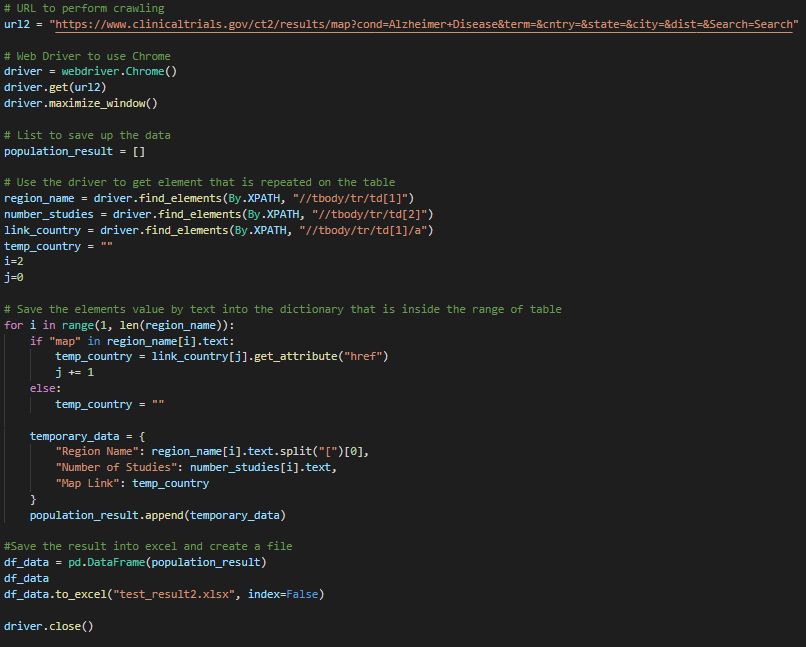 # URL to perform crawling
url2 = "https://www.clinicaltrials.gov/ct2/results/map?cond=Alzheimer+Disease&term=&cntry=&state=&city=&dist=&Search=Search"

# Web Driver to use Chrome
driver = webdriver.Chrome()
driver.get(url2)
driver.maximize_window()

# List to save up the data
population_result = []

# Use the driver to get element that is repeated on the table
region_name = driver.find_elements(By.XPATH, "//tbody/tr/td[1]")
number_studies = driver.find_elements(By.XPATH, "//tbody/tr/td[2]")
link_country = driver.find_elements(By.XPATH, "//tbody/tr/td[1]/a")
temp_country = ""
i=2
j=0

# Save the elements value by text into the dictionary that is inside the range of table
for i in range(1, len(region_name)):
    if "map" in region_name[i].text:
        temp_country = link_country[j].get_attribute("href")
        j += 1
    else:
        temp_country = ""

    temporary_data = {
        "Region Name": region_name[i].text.split("[")[0],
        "Number of Studies": number_studies[i].text,
        "Map Link": temp_country
    }
    population_result.append(temporary_data)

#Save the result into excel and create a file
df_data = pd.DataFrame(population_result)
df_data
df_data.to_excel("test_result2.xlsx", index=False)

driver.close()